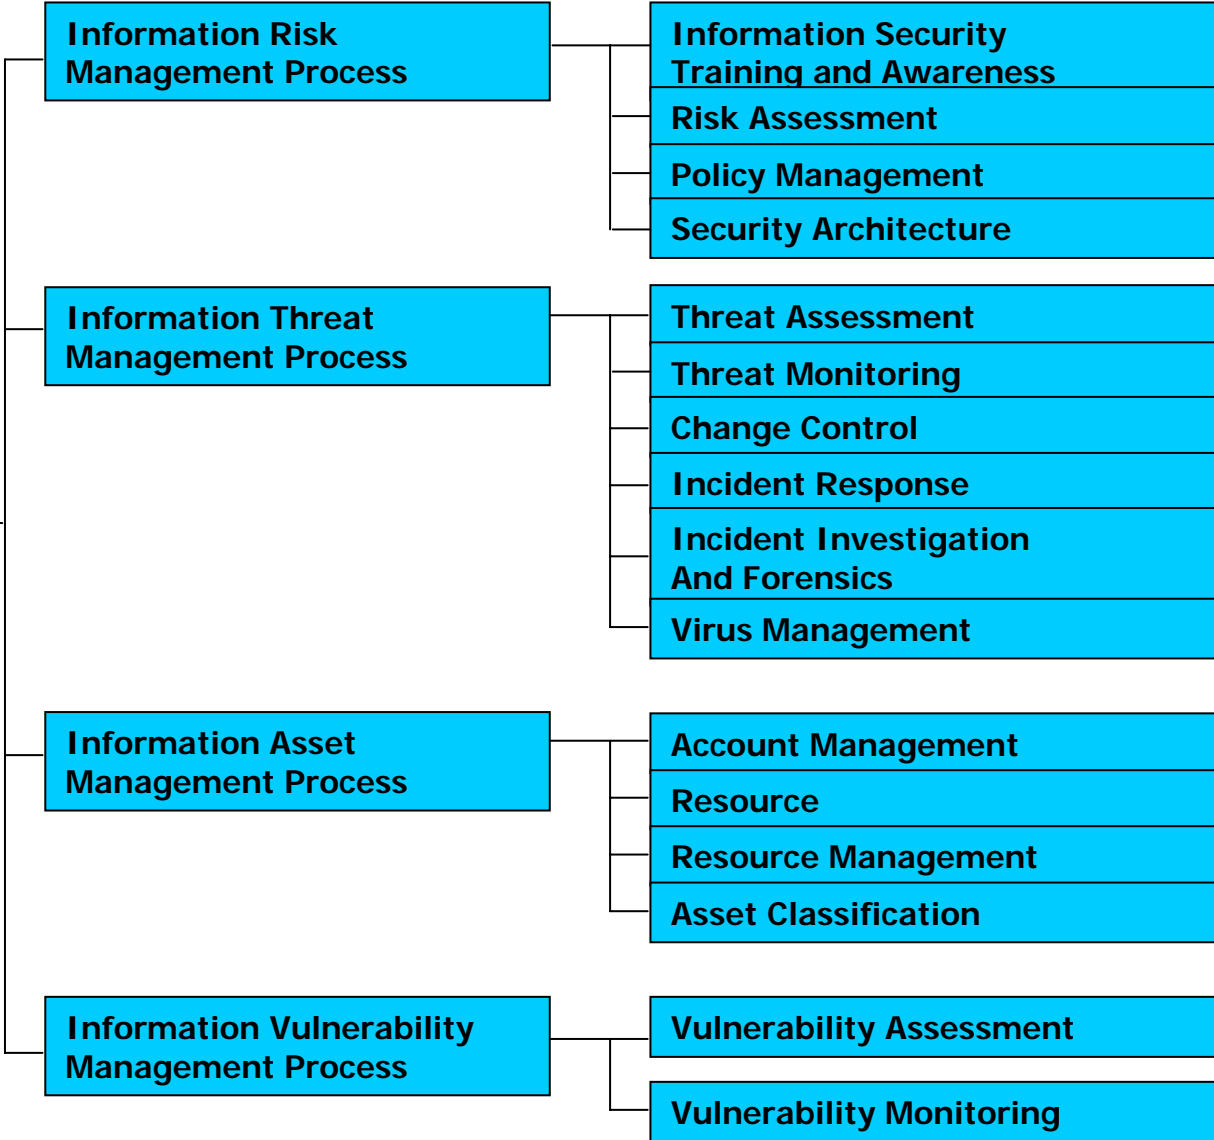 Information Risk
Management Process
Information Security
Training and Awareness
Risk Assessment
Policy Management
Security Architecture
Information Threat
Management Process
Threat Assessment
Threat Monitoring
Change Control
Incident Response
Incident Investigation
And Forensics
Virus Management
Information Asset
Management Process
Account Management
Resource
Resource Management
Asset Classification
Information Vulnerability
Management Process
Vulnerability Assessment
Vulnerability Monitoring